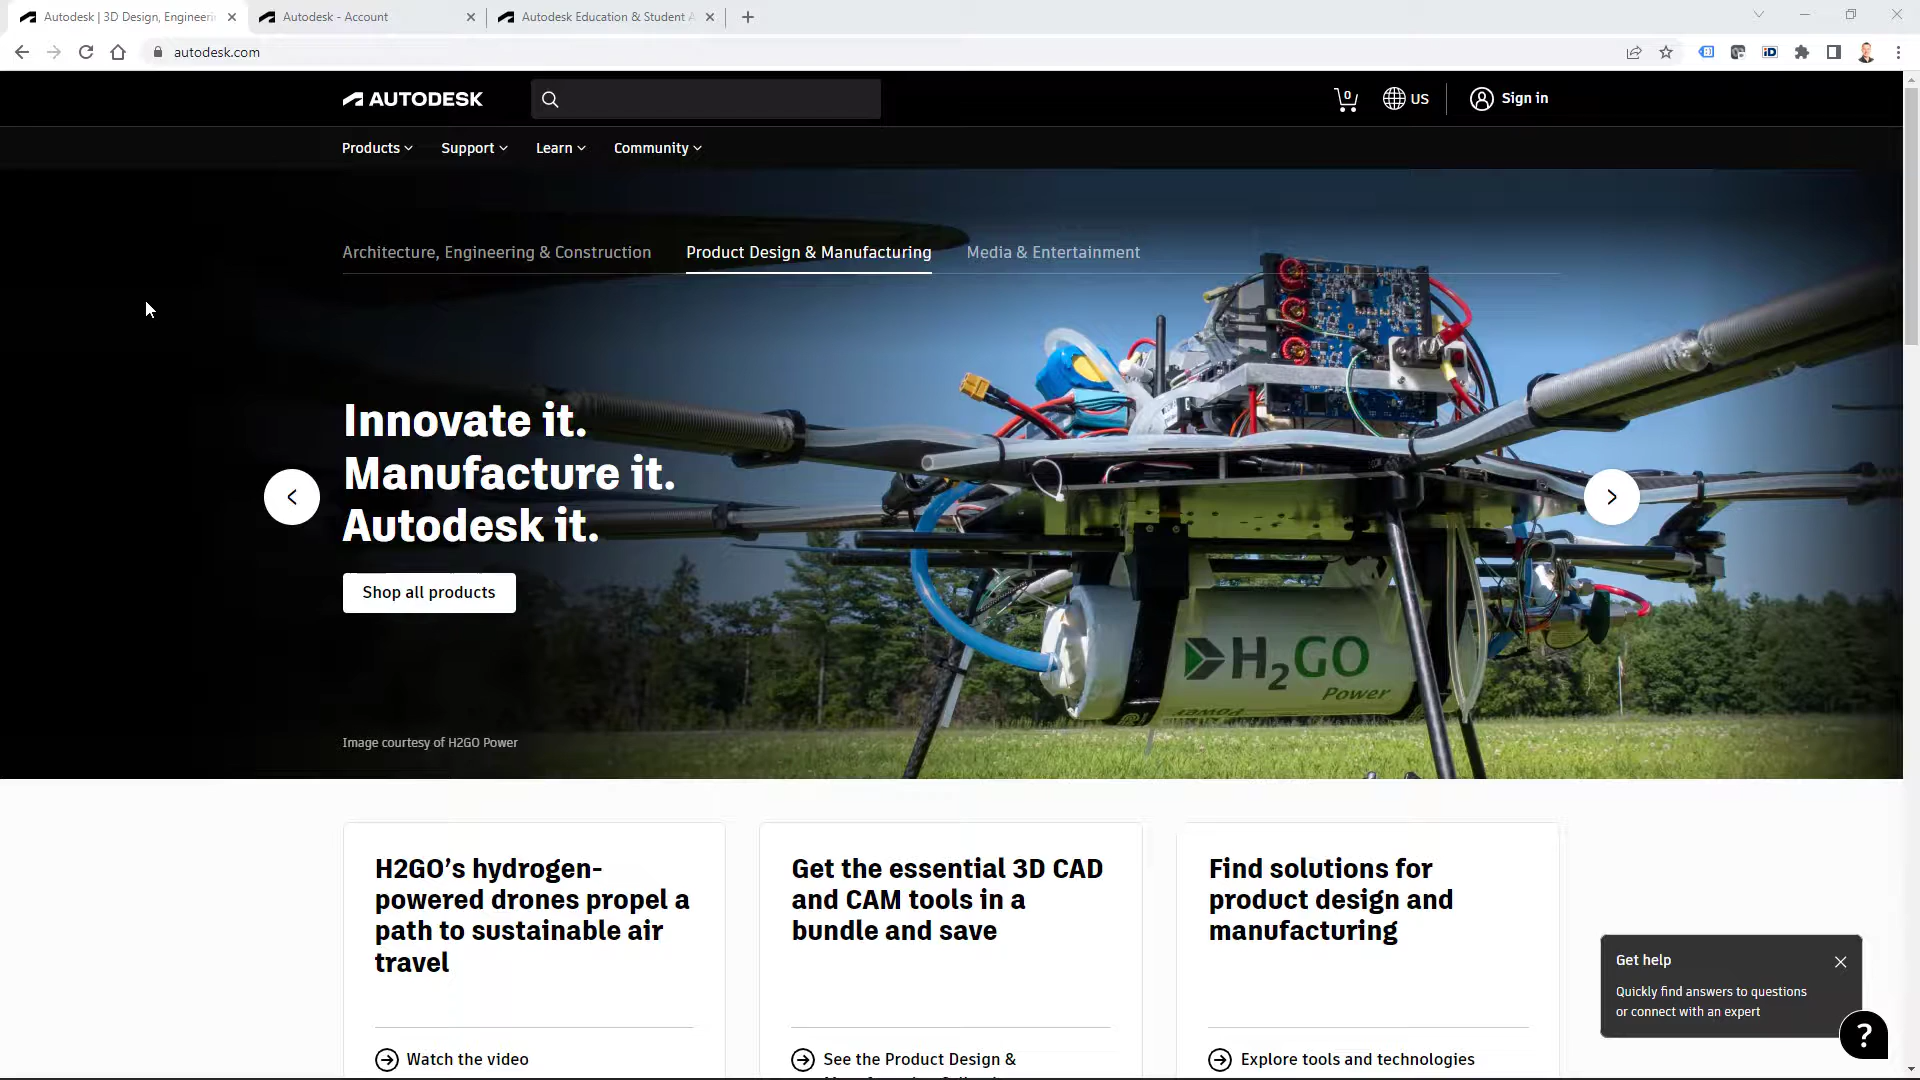 Autodesk | 3D Design, Engineeri
Autodesk - Account
Autodesk Education & Student A
autodesk.com
AUTODESK
0
US
Sign in
Products
Support
Learn
Community
Architecture, Engineering & Construction
Product Design & Manufacturing
Media & Entertainment
Innovate it.
Manufacture it.
Autodesk it.
Shop all products
H2GO
Power
Image courtesy of H2GO Power
H2GO’s hydrogen-
powered drones propel a
path to sustainable air
travel
Watch the video
Get the essential 3D CAD
and CAM tools in a
bundle and save
See the Product Design &
Find solutions for
product design and
manufacturing
Explore tools and technologies
Get help
Quickly find answers to questions
or connect with an expert
?